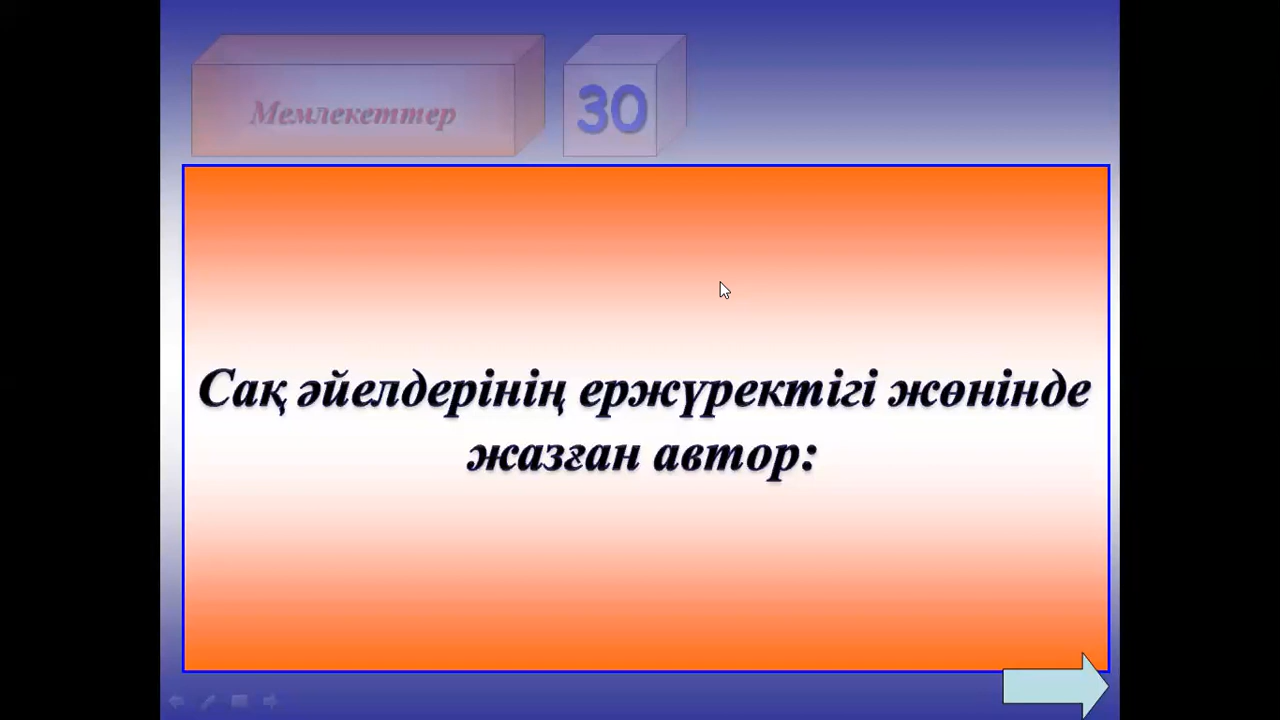 Мемлекеттер
30
Сақ әйелдерінің ержүректігі жөнінде
жазған автор: